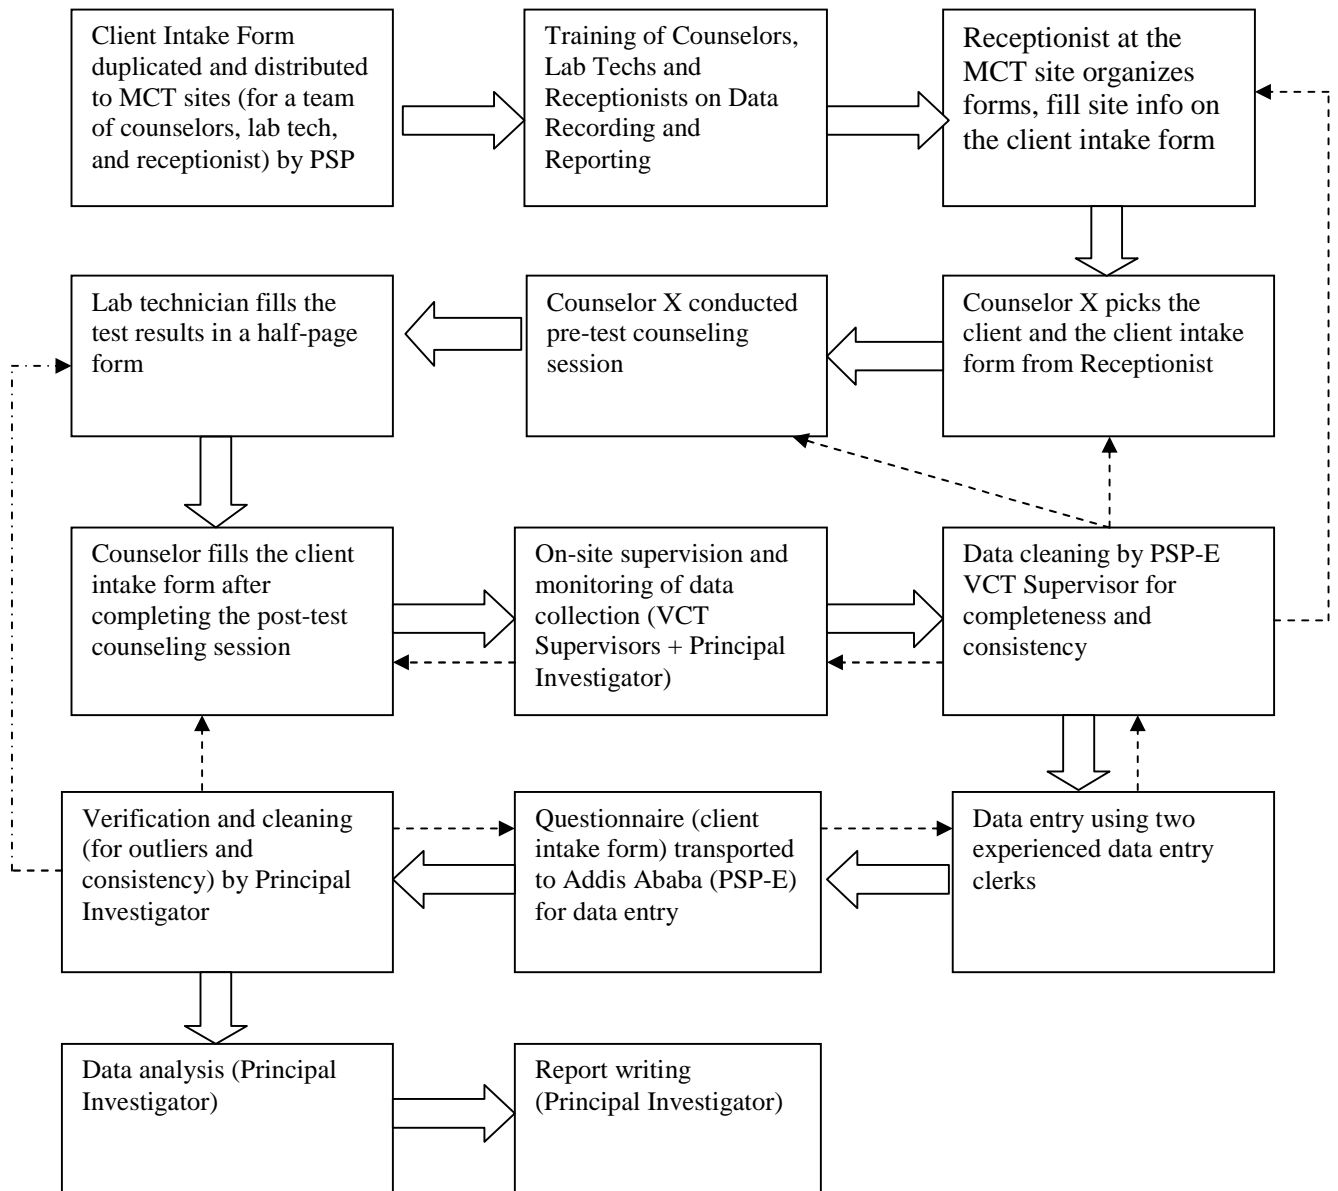 Client Intake Form
duplicated and distributed
to MCT sites (for a team
of counselors, lab tech,
and receptionist) by PSP
Training of Counselors,
Lab Techs and
Receptionists on Data
Recording and
Reporting
Receptionist at the
MCT site organizes
forms, fill site info on
the client intake form
Lab technician fills the
test results in a half-page
form
Counselor X conducted
pre-test counseling
session
Counselor X picks the
client and the client intake
form from Receptionist
Counselor fills the client
intake form after
completing the post-test
counseling session
On-site supervision and
monitoring of data
collection (VCT
Supervisors + Principal
Investigator)
Data cleaning by PSP-E
VCT Supervisor for
completeness and
consistency
Verification and cleaning
(for outliers and
consistency) by Principal
Investigator
Questionnaire (client
intake form) transported
to Addis Ababa (PSP-E)
for data entry
Data entry using two
experienced data entry
clerks
Data analysis (Principal
Investigator)
Report writing
(Principal Investigator)